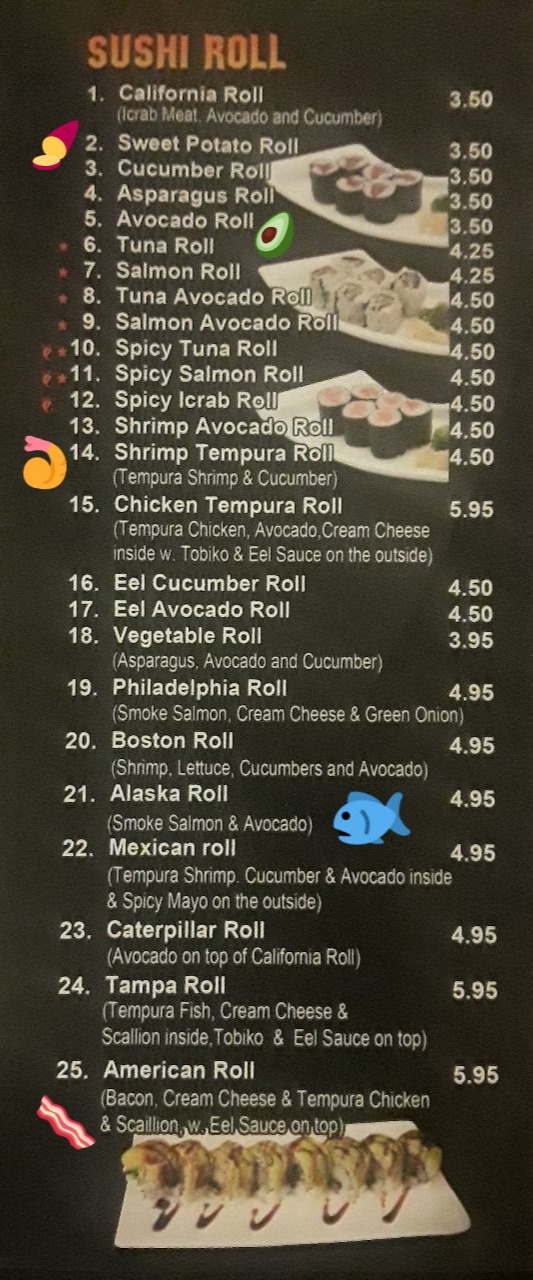 SUSHI ROLL
1. California Roll 3.50
(Icrab Meat, Avocado and Cucumber)
2. Sweet Potato Roll 3.50
3. Cucumber Roll 3.50
4. Asparagus Roll 3.50
5. Avocado Roll 3.50
6. Tuna Roll 4.25
7. Salmon Roll 4.25
8. Tuna Avocado Roll 4.50
9. Salmon Avocado Roll 4.50
10. Spicy Tuna Roll 4.50
11. Spicy Salmon Roll 4.50
12. Spicy Icrab Roll 4.50
13. Shrimp Avocado Roll 4.50
14. Shrimp Tempura Roll 4.50
(Tempura Shrimp & Cucumber)
15. Chicken Tempura Roll 5.95
(Tempura Chicken, Avocado,Cream Cheese
inside w. Tobiko & Eel Sauce on the outside)
16. Eel Cucumber Roll 4.50
17. Eel Avocado Roll 4.50
18. Vegetable Roll 3.95
(Asparagus, Avocado and Cucumber)
19. Philadelphia Roll 4.95
(Smoke Salmon, Cream Cheese & Green Onion)
20. Boston Roll 4.95
(Shrimp, Lettuce, Cucumbers and Avocado)
21. Alaska Roll 4.95
(Smoke Salmon & Avocado)
22. Mexican roll 4.95
(Tempura Shrimp. Cucumber & Avocado inside
& Spicy Mayo on the outside)
23. Caterpillar Roll 4.95
(Avocado on top of California Roll)
24. Tampa Roll 5.95
(Tempura Fish, Cream Cheese &
Scallion inside,Tobiko & Eel Sauce on top)
25. American Roll 5.95
(Bacon, Cream Cheese & Tempura Chicken
& Scaillion, w. Eel Sauce on top)